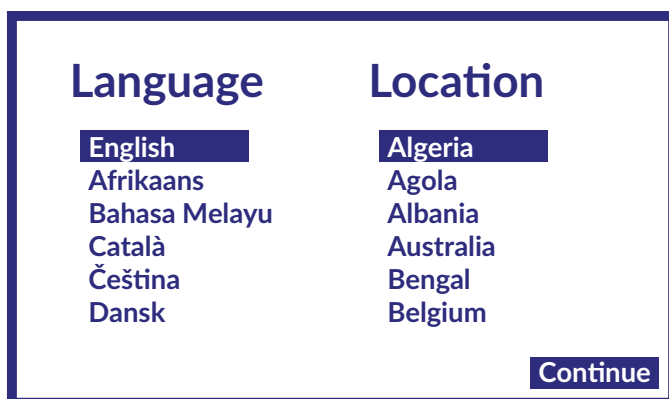 Language
English
Afrikaans
Bahasa Melayu
Català
Čeština
Dansk
Location
Algeria
Agola
Albania
Australia
Bengal
Belgium
Continue